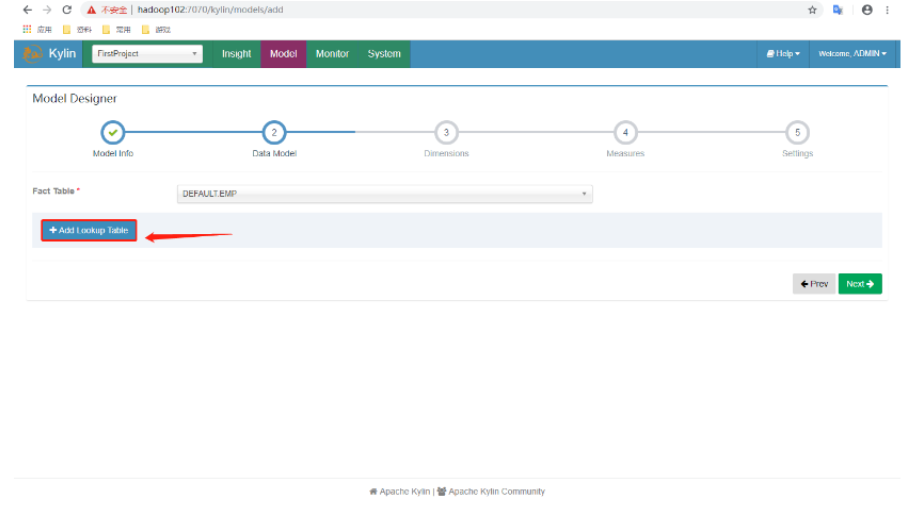 不安全 | hadoop102:7070/kylin/models/add
应用 资料 常用 游戏
Kylin FirstProject Insight Model Monitor System Help Welcome, ADMIN
Model Designer
2 3 4 5
Model Info Data Model Dimensions Measures Settings
Fact Table * DEFAULT.EMP
+ Add Lookup Table
Prev Next
Apache Kylin | Apache Kylin Community